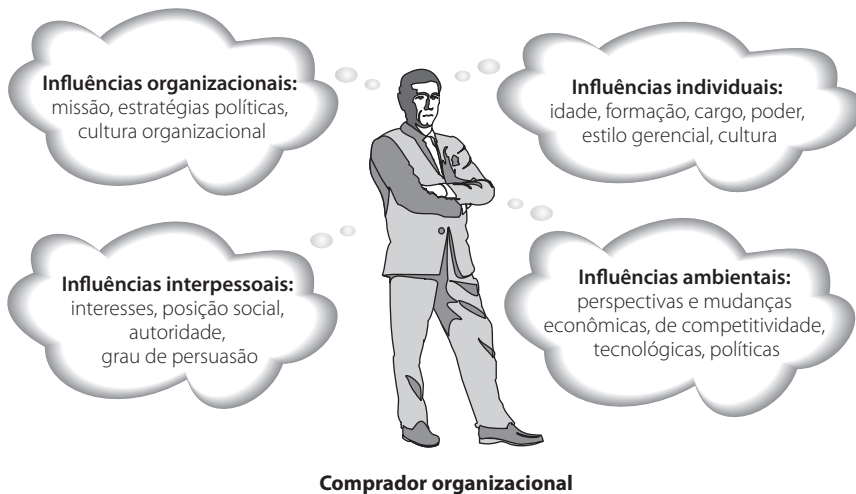 Influências organizacionais:
missão, estratégias políticas,
cultura organizacional
Influências individuais:
idade, formação, cargo, poder,
estilo gerencial, cultura
Influências interpessoais:
interesses, posição social,
autoridade,
grau de persuasão
Influências ambientais:
perspectivas e mudanças
econômicas, de competitividade,
tecnológicas, políticas
Comprador organizacional